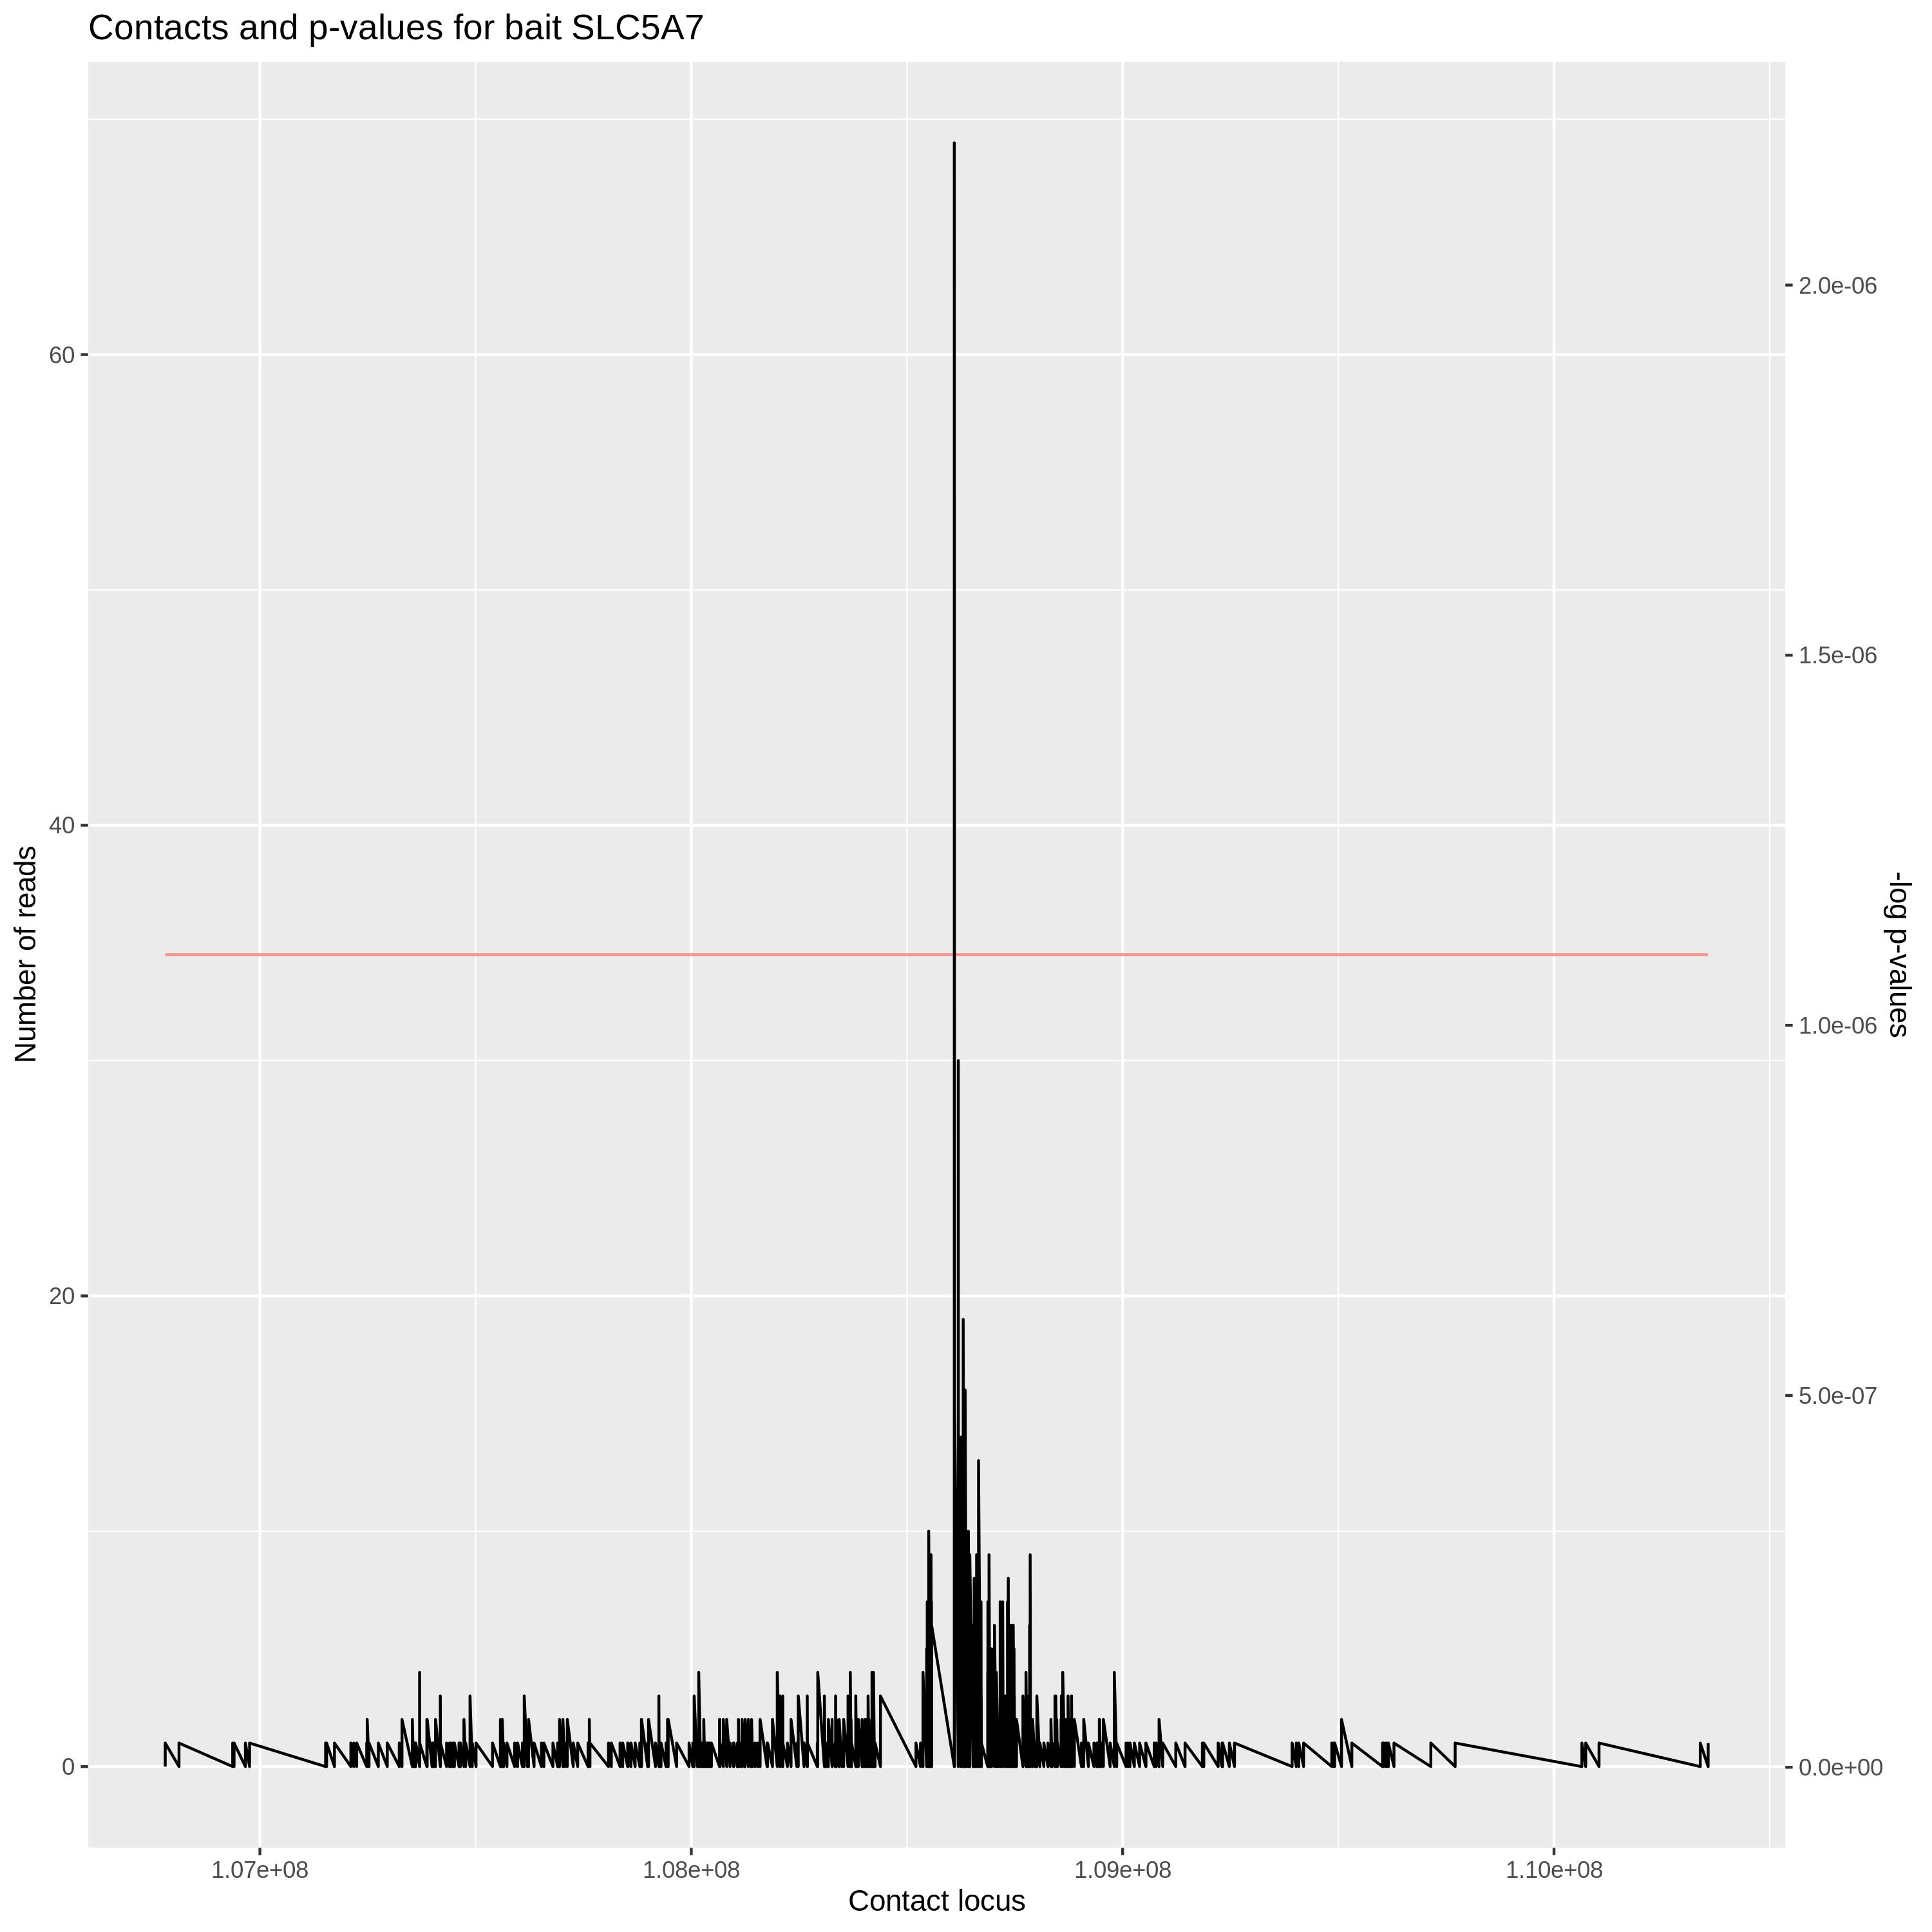 Contacts and p-values for bait SLC5A7
Number of reads
60
40
20
0
2.0e-06
1.5e-06
1.0e-06
5.0e-07
0.0e+00
-log p-values
1.07e+08
1.08e+08
1.09e+08
1.10e+08
Contact locus